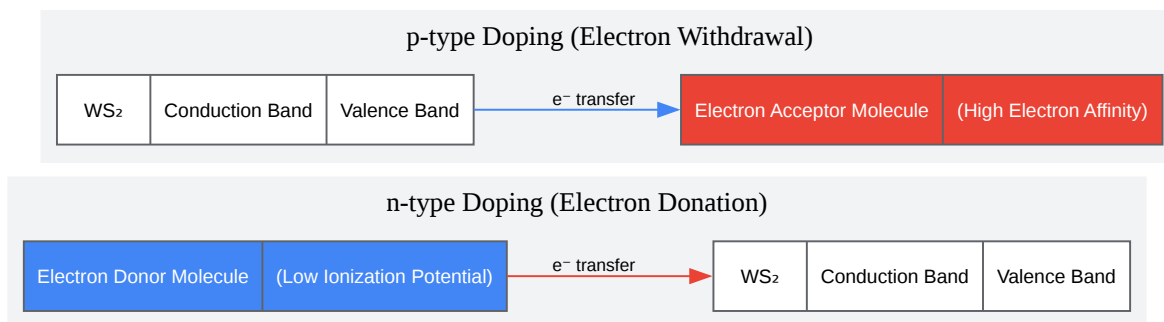 p-type Doping (Electron Withdrawal)
WS₂ Conduction Band Valence Band e⁻ transfer Electron Acceptor Molecule (High Electron Affinity)
n-type Doping (Electron Donation)
Electron Donor Molecule (Low Ionization Potential) e⁻ transfer WS₂ Conduction Band Valence Band